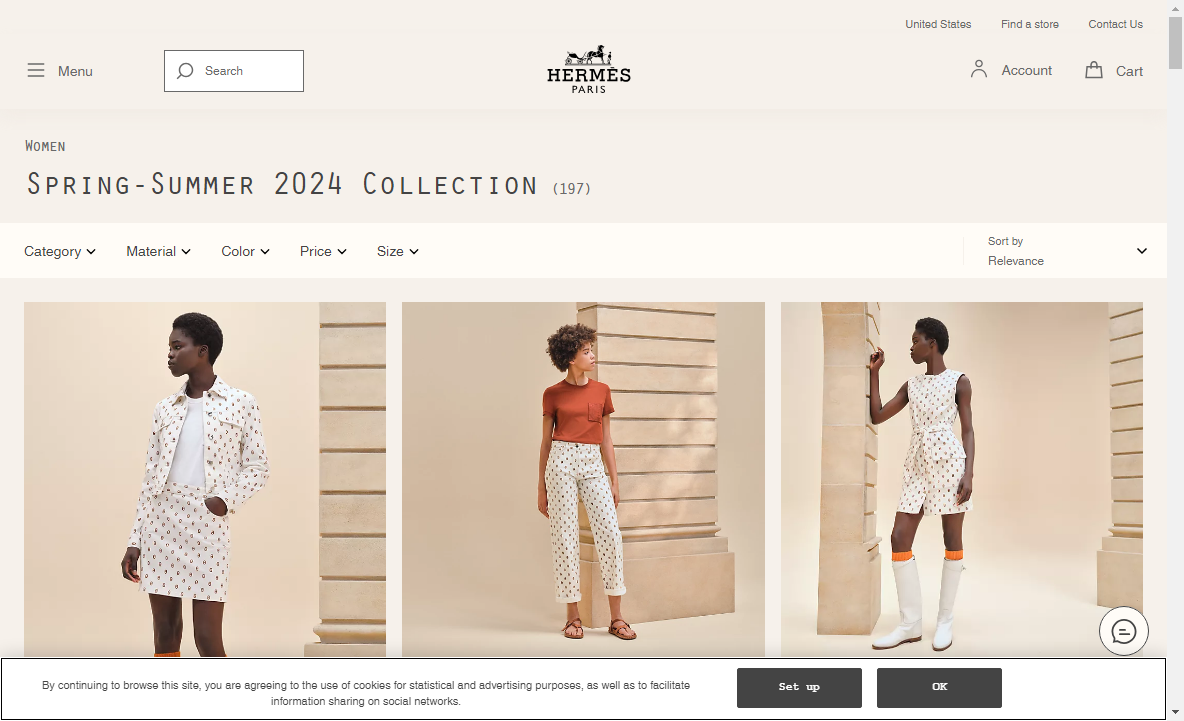 United States Find a store Contact Us
Menu Search HERMÈS PARIS Account Cart
Women
Spring-Summer 2024 Collection (197)
Category Material Color Price Size Sort by
Relevance
By continuing to browse this site, you are agreeing to the use of cookies for statistical and advertising purposes, as well as to facilitate
information sharing on social networks.
Set up OK